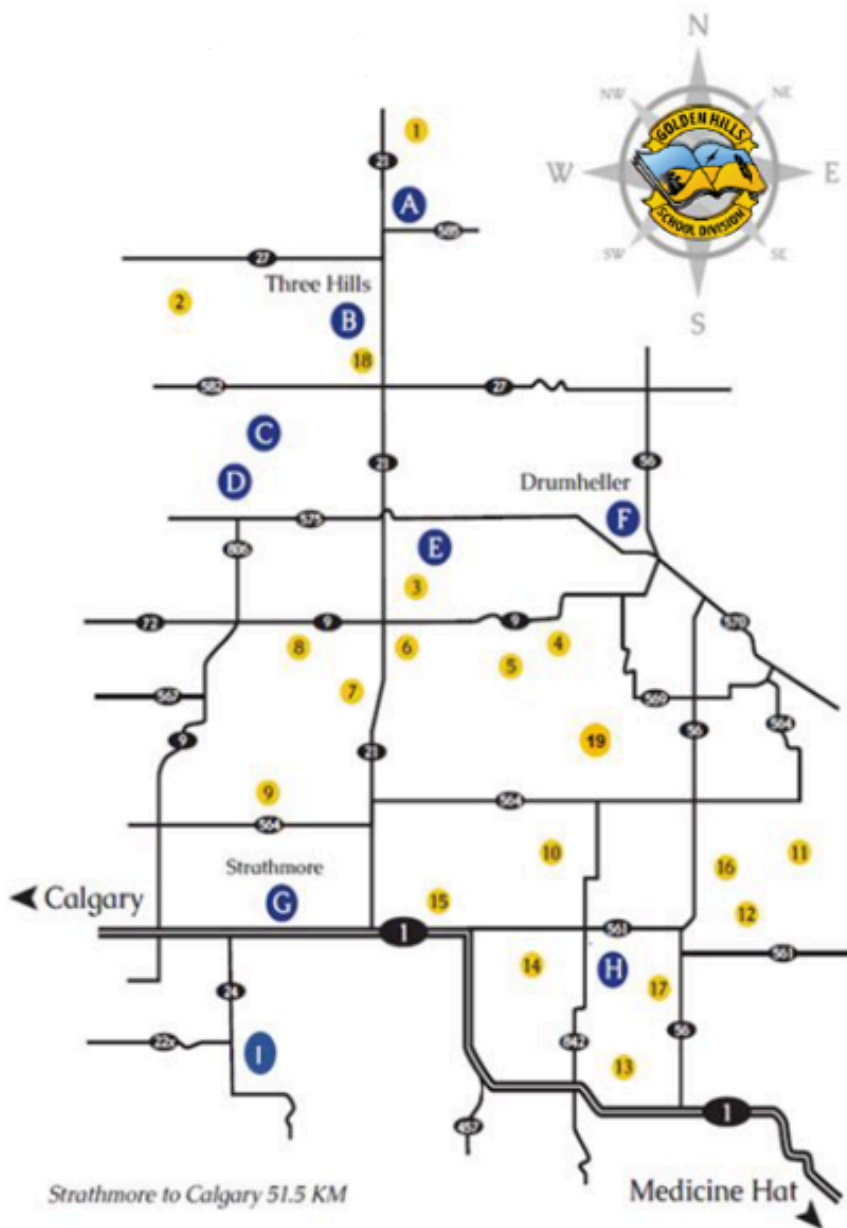 N
NW
NE
GOLDEN HILLS
W
E
SCHOOL DIVISION
SW
SE
S
1
21
A
585
27
Three Hills
2
B
18
582
27
C
21
56
D
Drumheller
F
575
E
806
3
72
9
9
570
8
6
4
5
567
7
569
564
9
21
56
19
9
564
564
10
11
16
Strathmore
Calgary
G
15
12
1
561
561
14
H
17
24
56
22x
I
842
13
1
457
Strathmore to Calgary 51.5 KM
Medicine Hat